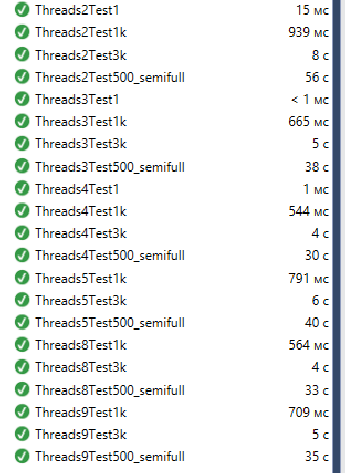 Threads2Test1 15 мс
Threads2Test1k 939 мс
Threads2Test3k 8 с
Threads2Test500_semifull 56 с
Threads3Test1 < 1 мс
Threads3Test1k 665 мс
Threads3Test3k 5 с
Threads3Test500_semifull 38 с
Threads4Test1 1 мс
Threads4Test1k 544 мс
Threads4Test3k 4 с
Threads4Test500_semifull 30 с
Threads5Test1k 791 мс
Threads5Test3k 6 с
Threads5Test500_semifull 40 с
Threads8Test1k 564 мс
Threads8Test3k 4 с
Threads8Test500_semifull 33 с
Threads9Test1k 709 мс
Threads9Test3k 5 с
Threads9Test500_semifull 35 с